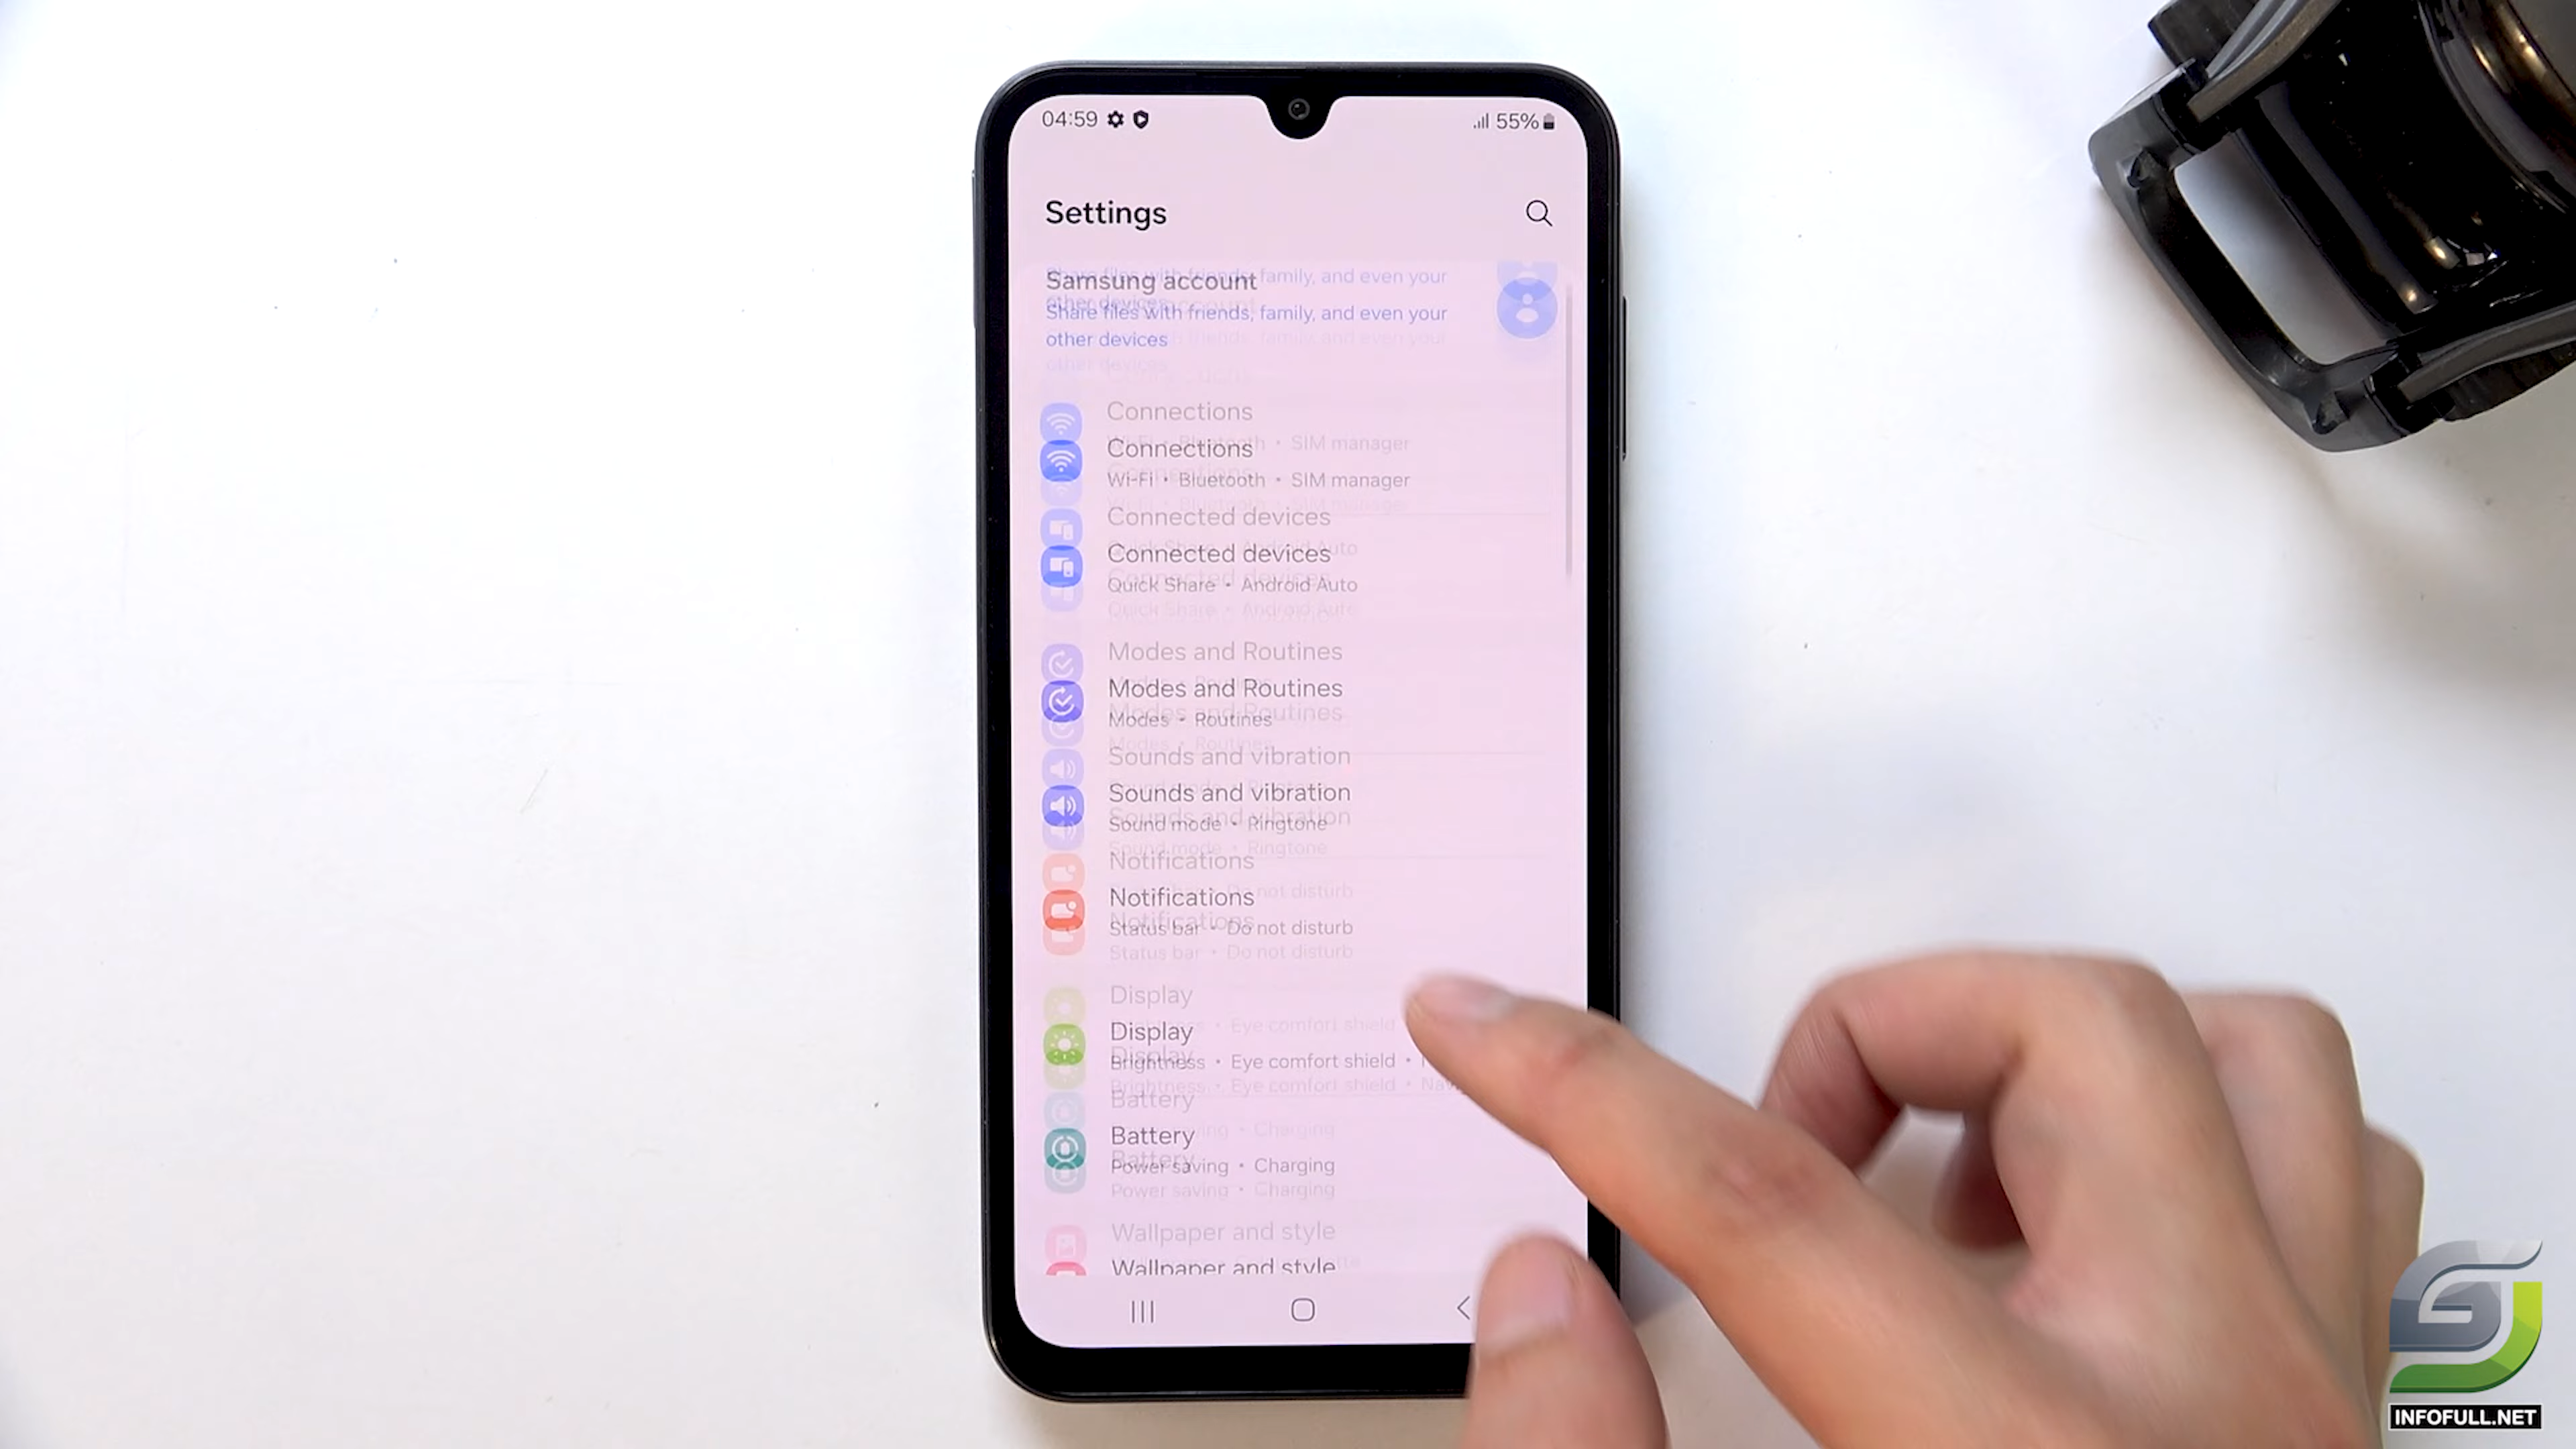 04:59
55%
Settings
Samsung account
Share files with friends, family, and even your
other devices
Connections
Wi-Fi • Bluetooth • SIM manager
Connected devices
Quick Share • Android Auto
Modes and Routines
Modes • Routines
Sounds and vibration
Sound mode • Ringtone
Notifications
Status bar • Do not disturb
Display
Brightness • Eye comfort shield •
Battery
Power saving • Charging
Wallpaper and style
INFOFULL.NET